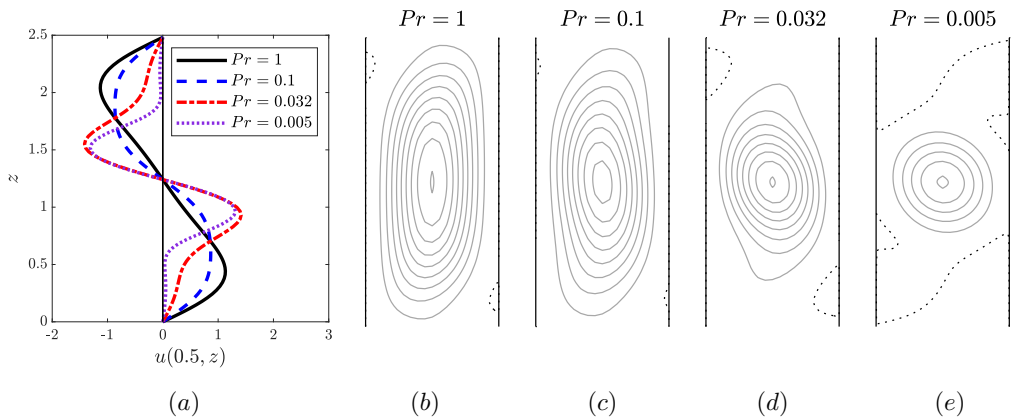 Pr = 1
Pr = 0.1
Pr = 0.032
Pr = 0.005
2.5
2
1.5
1
0.5
0
z
Pr = 1
Pr = 0.1
Pr = 0.032
Pr = 0.005
-2
-1
0
1
2
3
u(0.5, z)
(a)
(b)
(c)
(d)
(e)